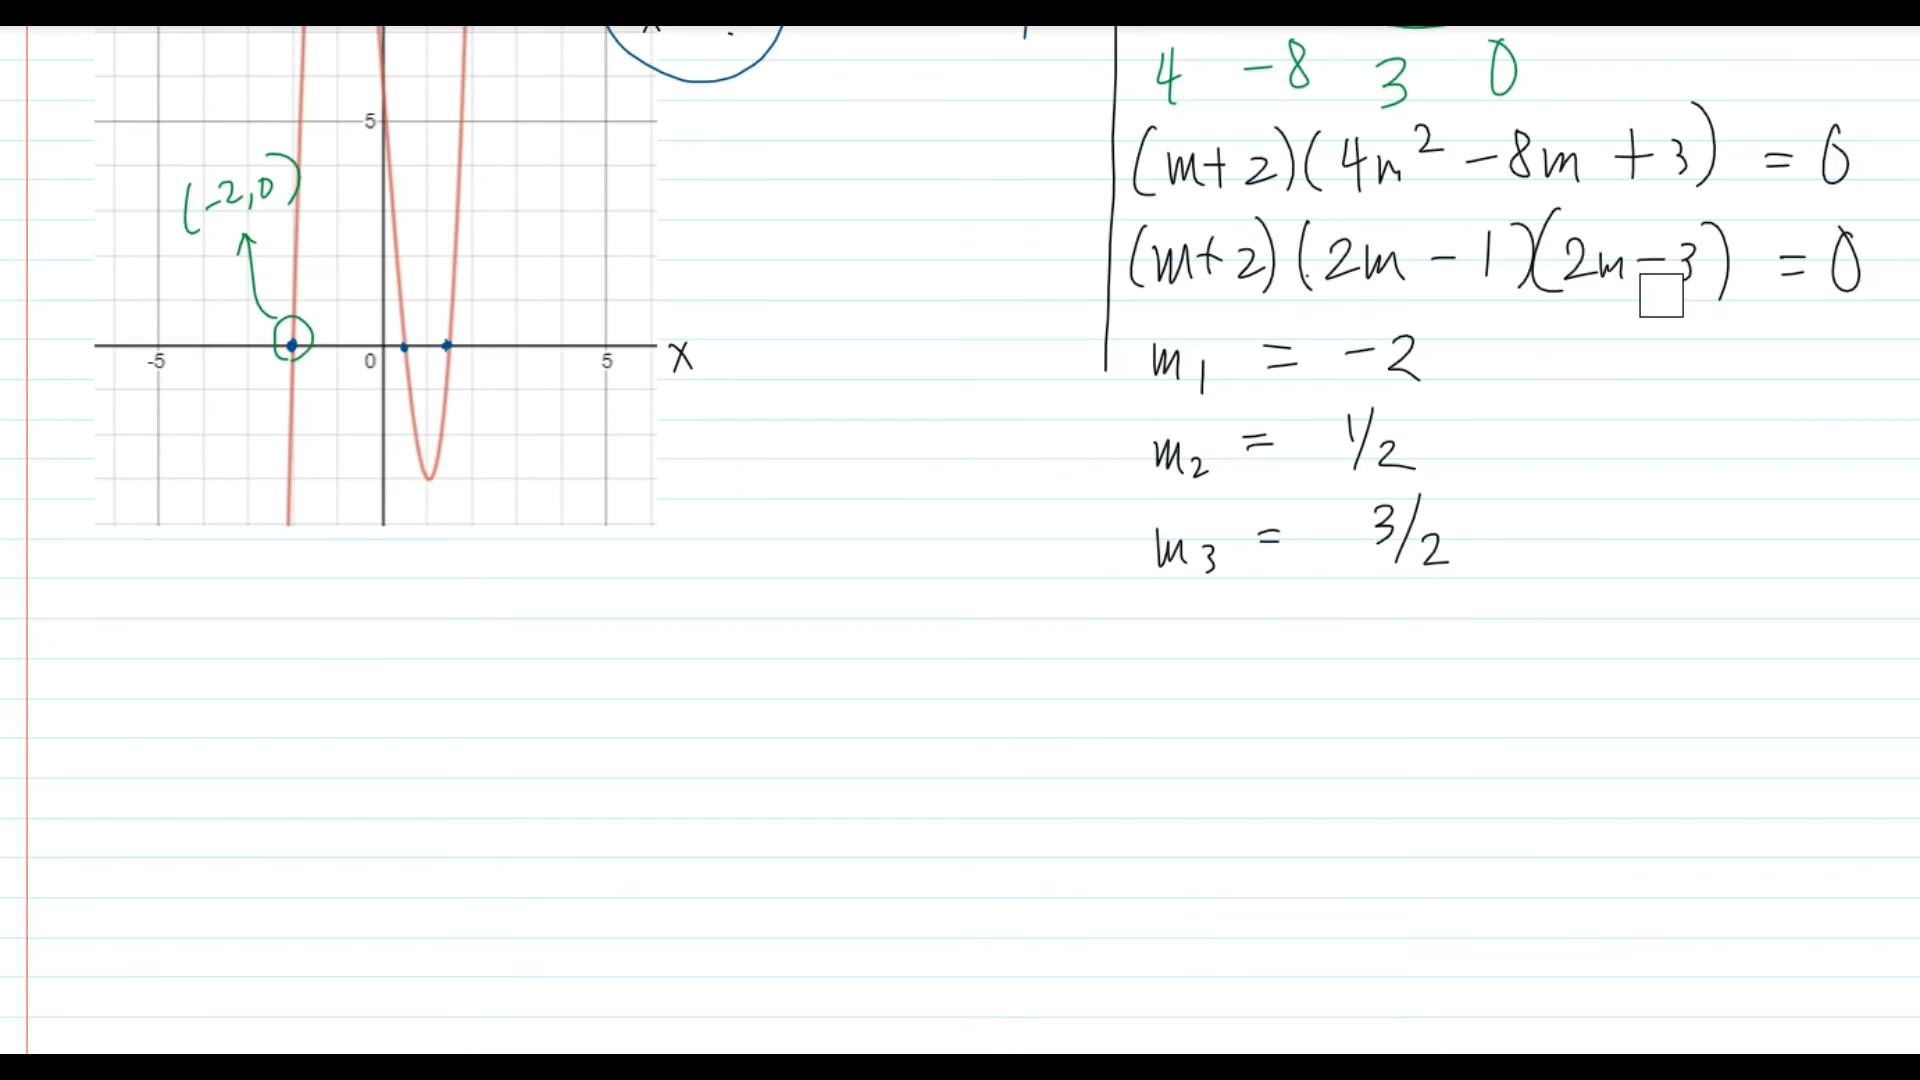 4 -8 3 0
(m+2)(4m² -8m +3) = 0
(m+2)(2m - 1)(2m-3) = 0
m₁ = -2
m₂ = 1/2
m₃ = 3/2
5
(-2,0)
-5 0 5 X